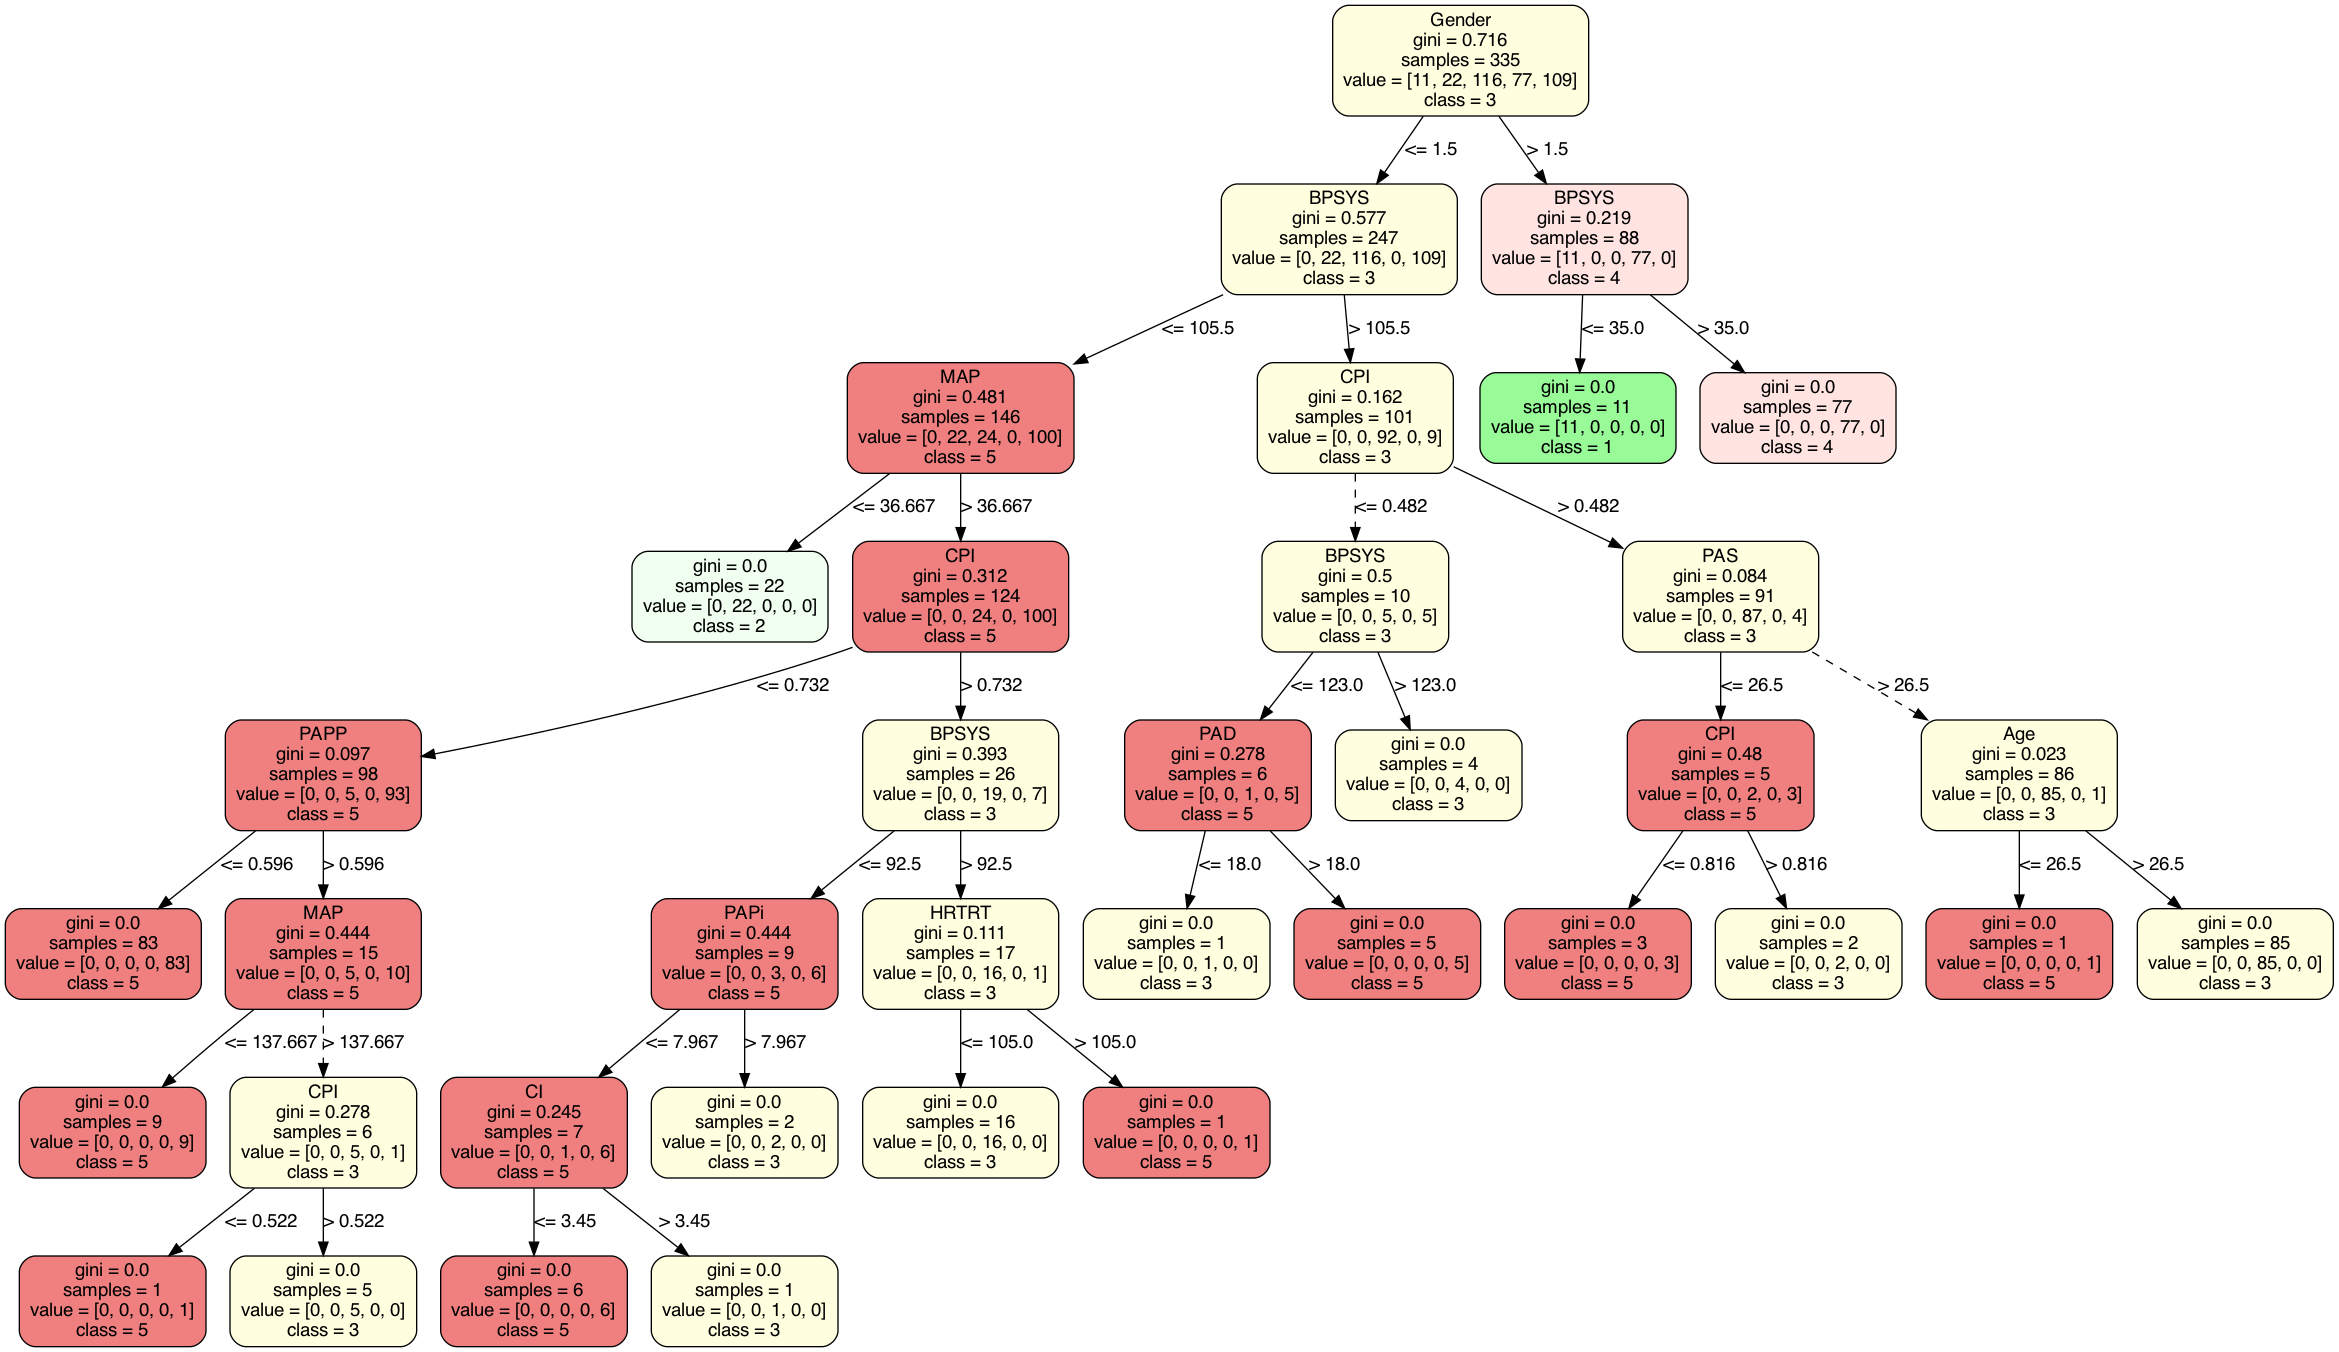 Gender
gini = 0.716
samples = 335
value = [11, 22, 116, 77, 109]
class = 3
<= 1.5
> 1.5
BPSYS
gini = 0.577
samples = 247
value = [0, 22, 116, 0, 109]
class = 3
BPSYS
gini = 0.219
samples = 88
value = [11, 0, 0, 77, 0]
class = 4
<= 105.5
> 105.5
<= 35.0
> 35.0
MAP
gini = 0.481
samples = 146
value = [0, 22, 24, 0, 100]
class = 5
CPI
gini = 0.162
samples = 101
value = [0, 0, 92, 0, 9]
class = 3
gini = 0.0
samples = 11
value = [11, 0, 0, 0, 0]
class = 1
gini = 0.0
samples = 77
value = [0, 0, 0, 77, 0]
class = 4
<= 36.667
> 36.667
<= 0.482
> 0.482
gini = 0.0
samples = 22
value = [0, 22, 0, 0, 0]
class = 2
CPI
gini = 0.312
samples = 124
value = [0, 0, 24, 0, 100]
class = 5
BPSYS
gini = 0.5
samples = 10
value = [0, 0, 5, 0, 5]
class = 3
PAS
gini = 0.084
samples = 91
value = [0, 0, 87, 0, 4]
class = 3
<= 0.732
> 0.732
<= 123.0
> 123.0
<= 26.5
> 26.5
PAPP
gini = 0.097
samples = 98
value = [0, 0, 5, 0, 93]
class = 5
BPSYS
gini = 0.393
samples = 26
value = [0, 0, 19, 0, 7]
class = 3
PAD
gini = 0.278
samples = 6
value = [0, 0, 1, 0, 5]
class = 5
gini = 0.0
samples = 4
value = [0, 0, 4, 0, 0]
class = 3
CPI
gini = 0.48
samples = 5
value = [0, 0, 2, 0, 3]
class = 5
Age
gini = 0.023
samples = 86
value = [0, 0, 85, 0, 1]
class = 3
<= 0.596
> 0.596
<= 92.5
> 92.5
<= 18.0
> 18.0
<= 0.816
> 0.816
<= 26.5
> 26.5
gini = 0.0
samples = 83
value = [0, 0, 0, 0, 83]
class = 5
MAP
gini = 0.444
samples = 15
value = [0, 0, 5, 0, 10]
class = 5
PAPi
gini = 0.444
samples = 9
value = [0, 0, 3, 0, 6]
class = 5
HRTRT
gini = 0.111
samples = 17
value = [0, 0, 16, 0, 1]
class = 3
gini = 0.0
samples = 1
value = [0, 0, 1, 0, 0]
class = 3
gini = 0.0
samples = 5
value = [0, 0, 0, 0, 5]
class = 5
gini = 0.0
samples = 3
value = [0, 0, 0, 0, 3]
class = 5
gini = 0.0
samples = 2
value = [0, 0, 2, 0, 0]
class = 3
gini = 0.0
samples = 1
value = [0, 0, 0, 0, 1]
class = 5
gini = 0.0
samples = 85
value = [0, 0, 85, 0, 0]
class = 3
<= 137.667
> 137.667
<= 7.967
> 7.967
<= 105.0
> 105.0
gini = 0.0
samples = 9
value = [0, 0, 0, 0, 9]
class = 5
CPI
gini = 0.278
samples = 6
value = [0, 0, 5, 0, 1]
class = 3
CI
gini = 0.245
samples = 7
value = [0, 0, 1, 0, 6]
class = 5
gini = 0.0
samples = 2
value = [0, 0, 2, 0, 0]
class = 3
gini = 0.0
samples = 16
value = [0, 0, 16, 0, 0]
class = 3
gini = 0.0
samples = 1
value = [0, 0, 0, 0, 1]
class = 5
<= 0.522
> 0.522
<= 3.45
> 3.45
gini = 0.0
samples = 1
value = [0, 0, 0, 0, 1]
class = 5
gini = 0.0
samples = 5
value = [0, 0, 5, 0, 0]
class = 3
gini = 0.0
samples = 6
value = [0, 0, 0, 0, 6]
class = 5
gini = 0.0
samples = 1
value = [0, 0, 1, 0, 0]
class = 3